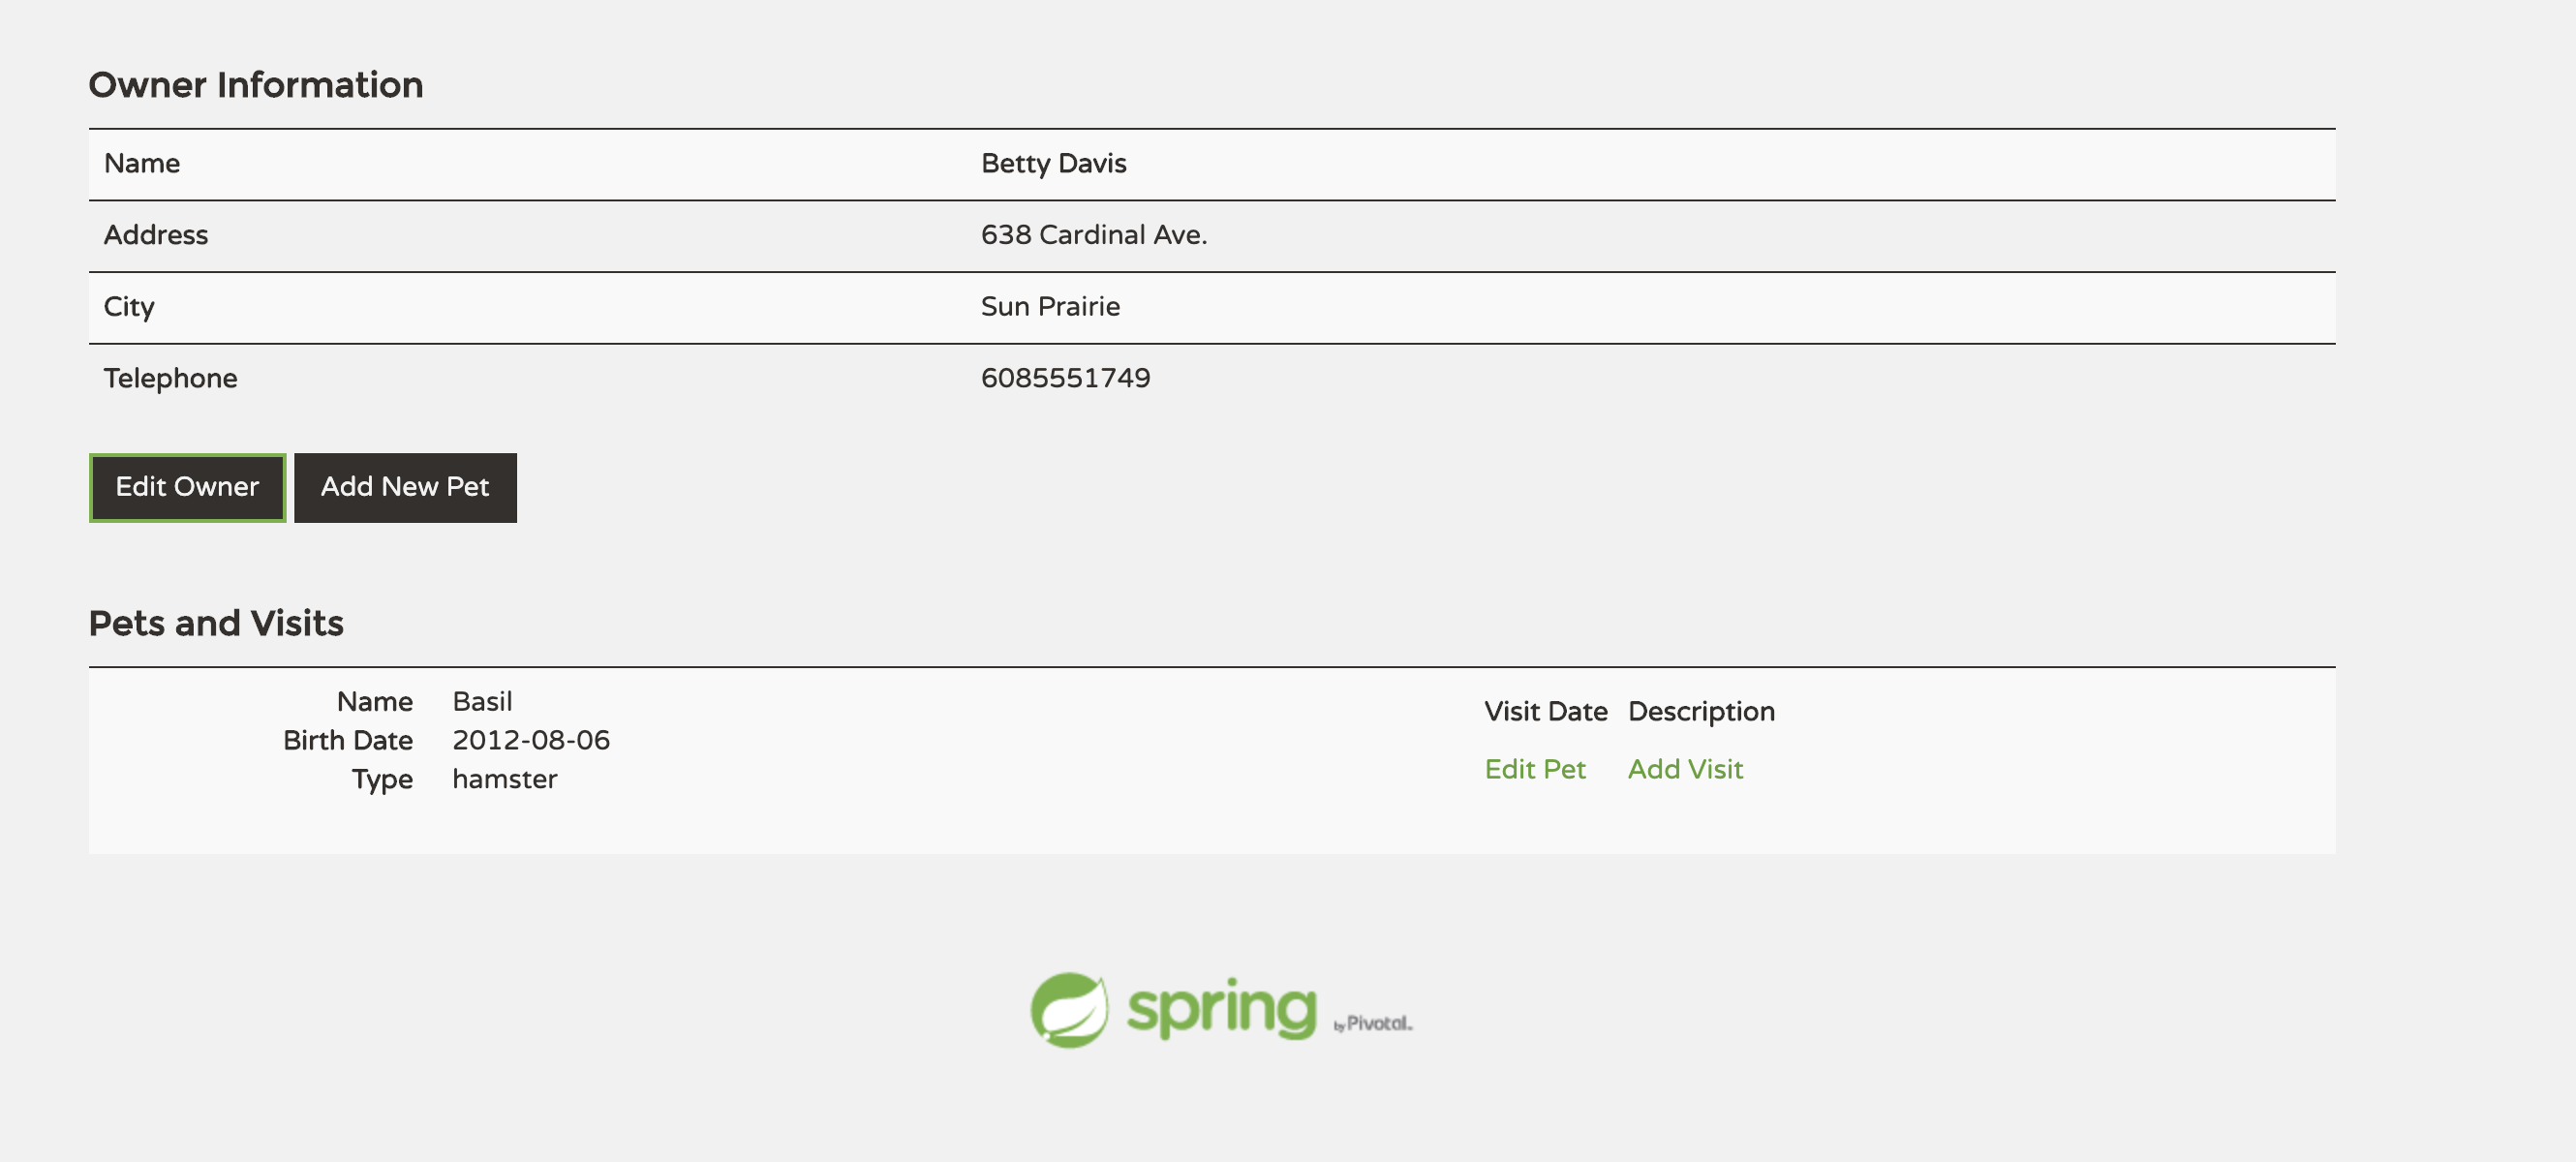 Owner Information
Name Betty Davis
Address 638 Cardinal Ave.
City Sun Prairie
Telephone 6085551749
Edit Owner Add New Pet
Pets and Visits
Name Basil
Birth Date 2012-08-06
Type hamster
Visit Date Description
Edit Pet Add Visit
spring by Pivotal